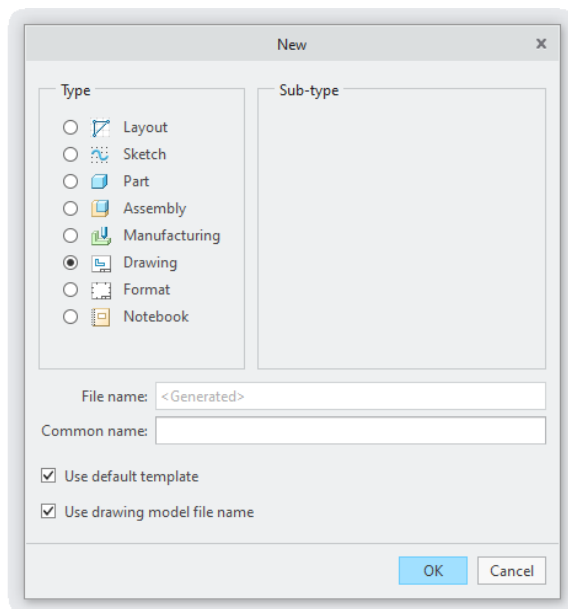 New
Type
Sub-type
Layout
Sketch
Part
Assembly
Manufacturing
Drawing
Format
Notebook
File name: <Generated>
Common name:
Use default template
Use drawing model file name
OK Cancel